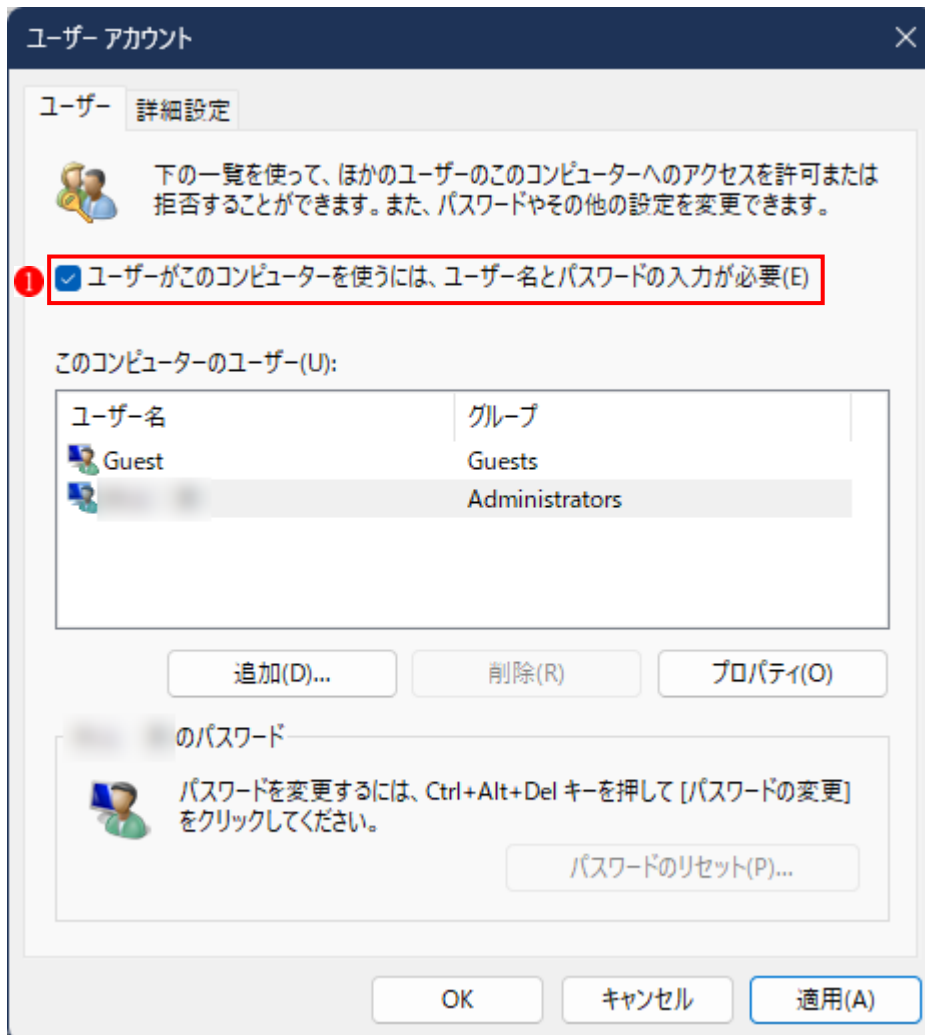 ユーザー アカウント
ユーザー 詳細設定
下の一覧を使って、ほかのユーザーのこのコンピューターへのアクセスを許可または
拒否することができます。また、パスワードやその他の設定を変更できます。
1 ユーザーがこのコンピューターを使うには、ユーザー名とパスワードの入力が必要(E)
このコンピューターのユーザー(U):
ユーザー名 グループ
Guest Guests
Administrators
追加(D)... 削除(R) プロパティ(O)
のパスワード
パスワードを変更するには、Ctrl+Alt+Del キーを押して [パスワードの変更]
をクリックしてください。
パスワードのリセット(P)...
OK キャンセル 適用(A)